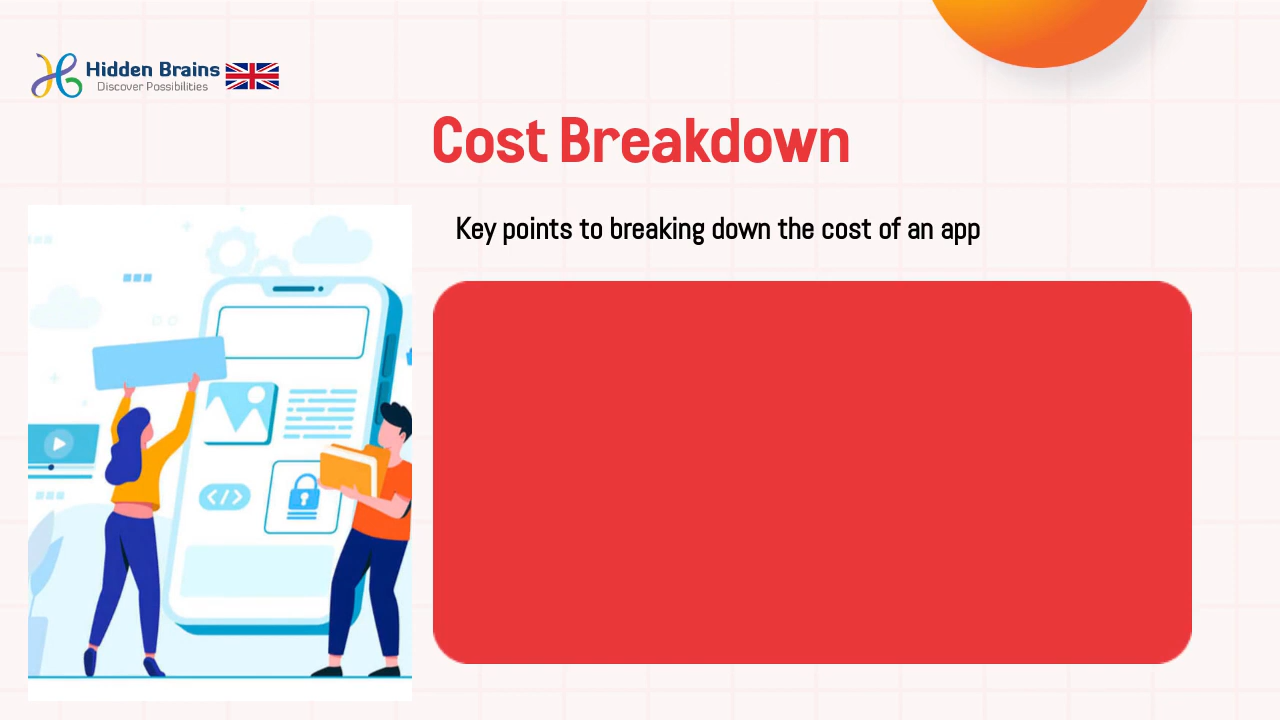 Hidden Brains
Discover Possibilities
Cost Breakdown
Key points to breaking down the cost of an app